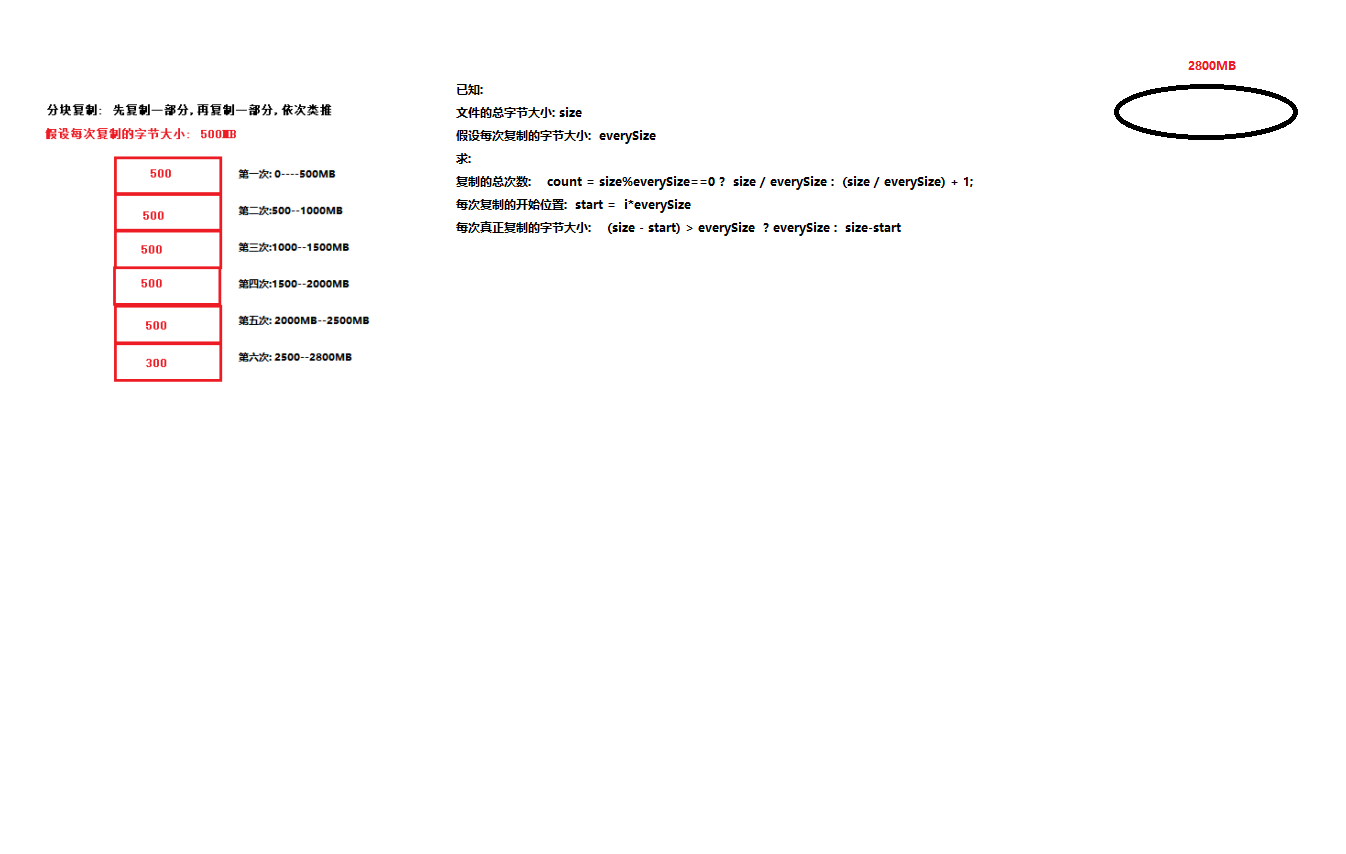 分块复制: 先复制一部分,再复制一部分,依次类推
假设每次复制的字节大小: 500MB
500
第一次: 0----500MB
500
第二次:500--1000MB
500
第三次:1000--1500MB
500
第四次:1500--2000MB
500
第五次: 2000MB--2500MB
300
第六次: 2500--2800MB
已知:
文件的总字节大小: size
假设每次复制的字节大小: everySize
求:
复制的总次数: count = size%everySize==0 ? size / everySize : (size / everySize) + 1;
每次复制的开始位置: start = i*everySize
每次真正复制的字节大小: (size - start) > everySize ? everySize : size-start
2800MB